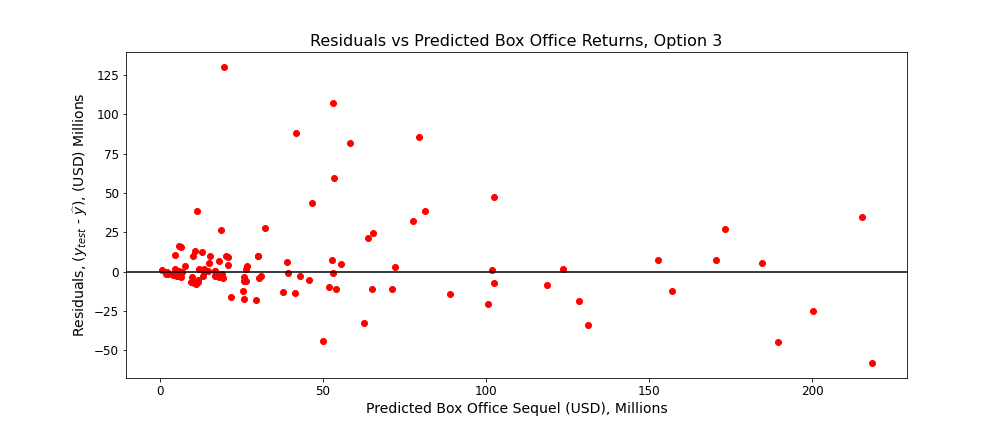 Residuals vs Predicted Box Office Returns, Option 3
Residuals, (y_test - ŷ), (USD) Millions
125
100
75
50
25
0
−25
−50
0 50 100 150 200
Predicted Box Office Sequel (USD), Millions